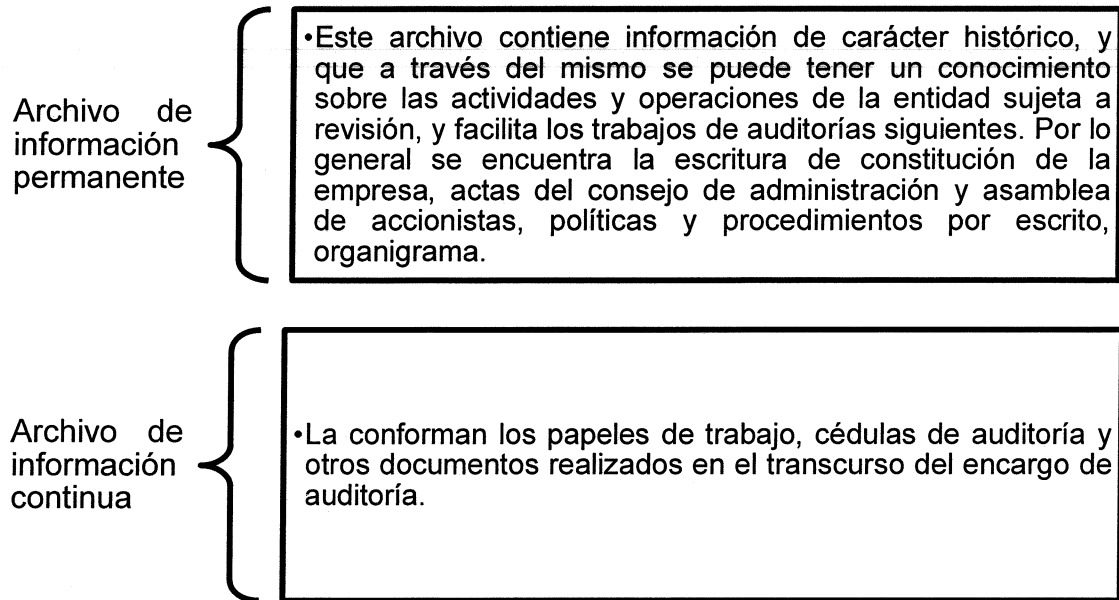 Archivo de
información
permanente
•Este archivo contiene información de carácter histórico, y
que a través del mismo se puede tener un conocimiento
sobre las actividades y operaciones de la entidad sujeta a
revisión, y facilita los trabajos de auditorías siguientes. Por lo
general se encuentra la escritura de constitución de la
empresa, actas del consejo de administración y asamblea
de accionistas, políticas y procedimientos por escrito,
organigrama.
Archivo de
información
continua
•La conforman los papeles de trabajo, cédulas de auditoría y
otros documentos realizados en el transcurso del encargo de
auditoría.